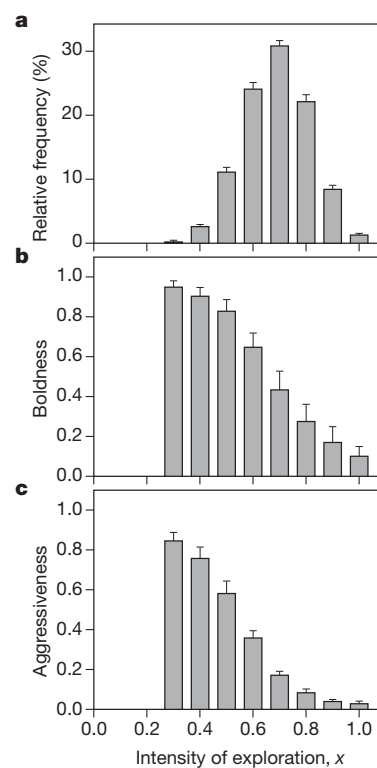 a
Relative frequency (%)
30
20
10
0
b
Boldness
1.0
0.8
0.6
0.4
0.2
0.0
c
Aggressiveness
1.0
0.8
0.6
0.4
0.2
0.0
0.0 0.2 0.4 0.6 0.8 1.0
Intensity of exploration, x